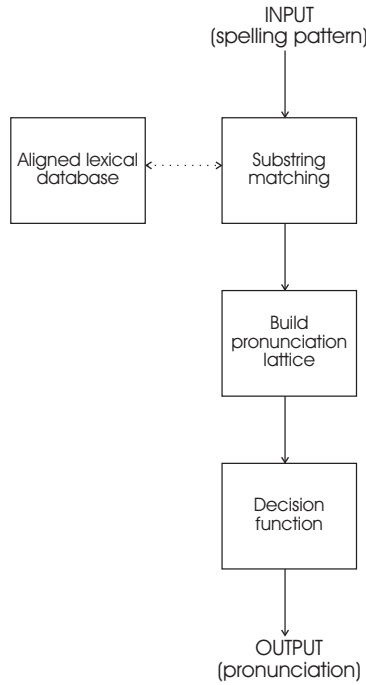 INPUT
(spelling pattern)
Aligned lexical
database
Substring
matching
Build
pronunciation
lattice
Decision
function
OUTPUT
(pronunciation)